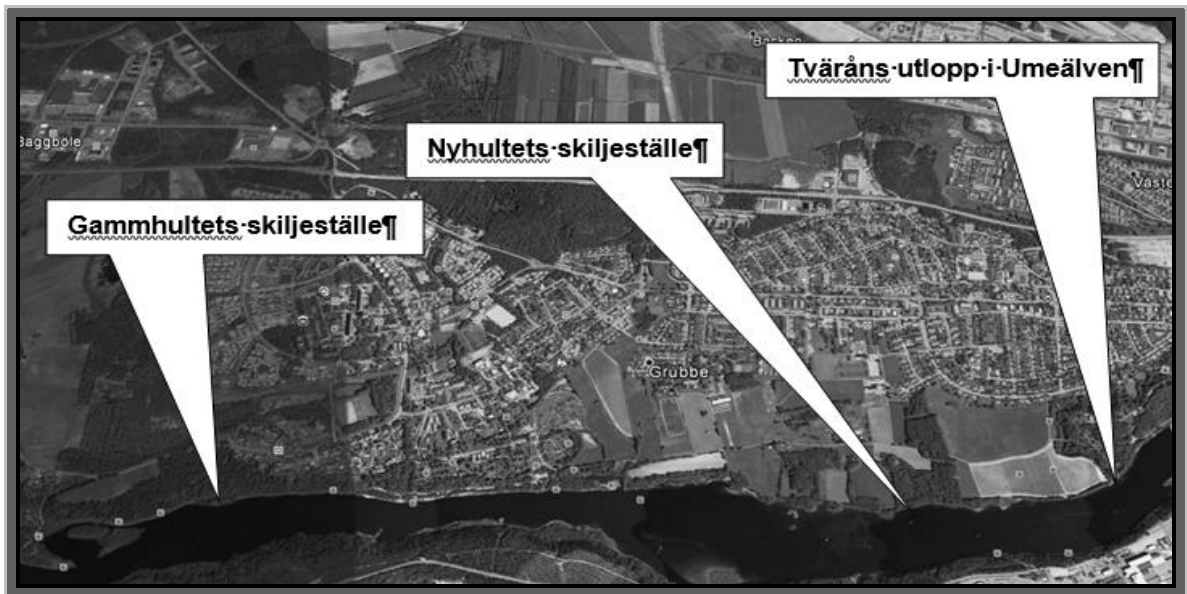 Backen
Tväråns·utlopp·i·Umeälven¶
Nyhultets·skiljeställe¶
Baggböle
Väste
Gammhultets·skiljeställe¶
Grubbe